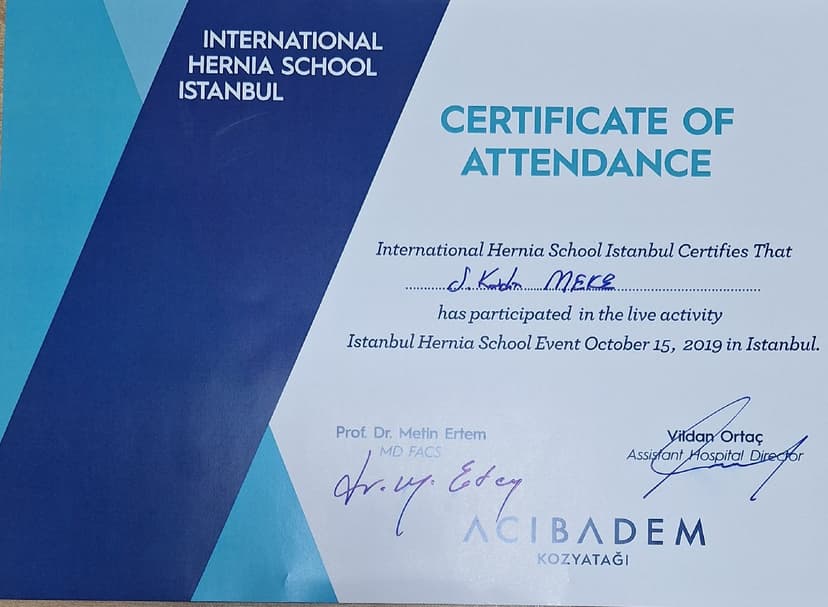 INTERNATIONAL
HERNIA SCHOOL
ISTANBUL
CERTIFICATE OF
ATTENDANCE
International Hernia School Istanbul Certifies That
MEKE
has participated in the live activity
Istanbul Hernia School Event October 15, 2019 in Istanbul.
Prof. Dr. Metin Ertem
MD FACS
Vildan Ortaç
Assistant Hospital Director
ACIBADEM
KOZYATAĞI